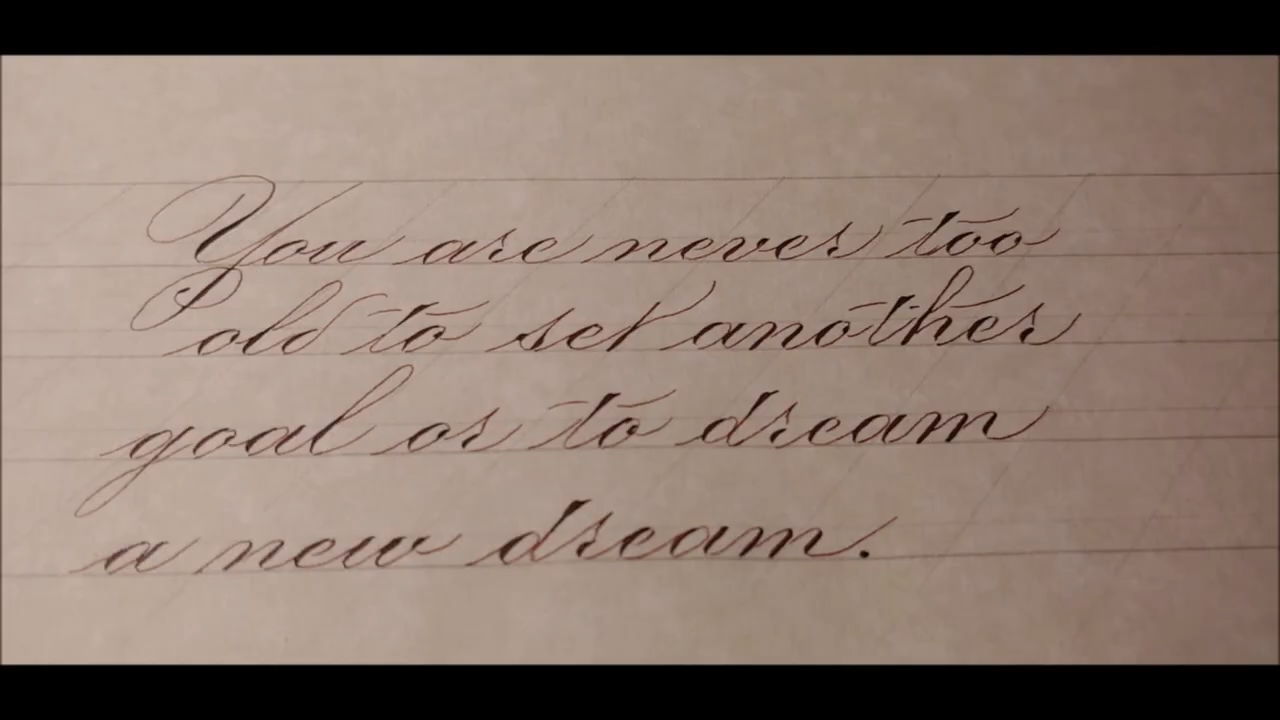 You are never too
old to set another
goal or to dream
a new dream.